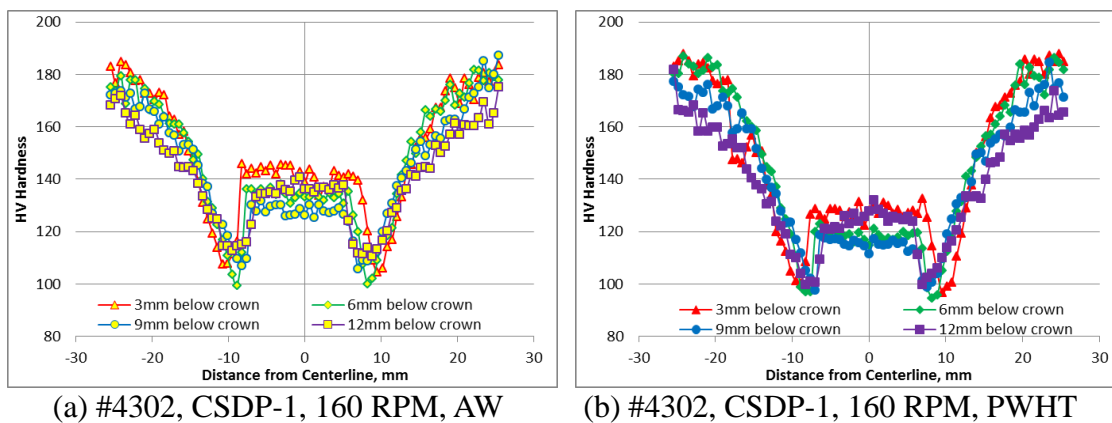 200
180
160
140
120
100
80
HV Hardness
3mm below crown
6mm below crown
9mm below crown
12mm below crown
-30 -20 -10 0 10 20 30
Distance from Centerline, mm
(a) #4302, CSDP-1, 160 RPM, AW
200
180
160
140
120
100
80
HV Hardness
3mm below crown
6mm below crown
9mm below crown
12mm below crown
-30 -20 -10 0 10 20 30
Distance from Centerline, mm
(b) #4302, CSDP-1, 160 RPM, PWHT